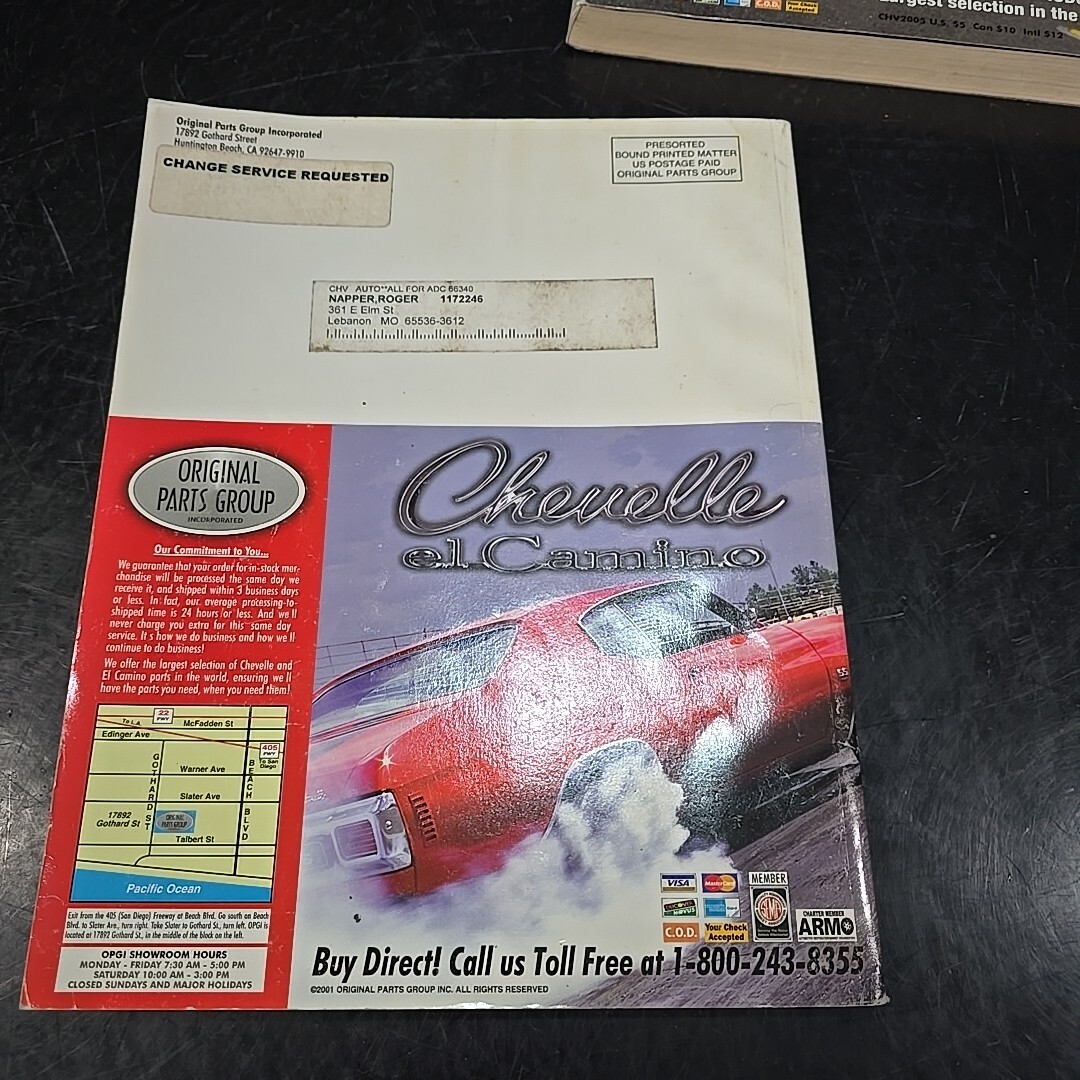 C.O.D.
Your Check
Accepted
Largest selection in the
CHV2005 U.S. $5 Can $10 Intl $12
Original Parts Group Incorporated
17892 Gothard Street
Huntington Beach, CA 92647-9910
CHANGE SERVICE REQUESTED
PRESORTED
BOUND PRINTED MATTER
US POSTAGE PAID
ORIGINAL PARTS GROUP
CHV AUTO**ALL FOR ADC 66340
NAPPER,ROGER 1172246
361 E Elm St
Lebanon MO 65536-3612
ORIGINAL
PARTS GROUP
INCORPORATED
Our Commitment to You...
We guarantee that your order for in-stock mer-
chandise will be processed the same day we
receive it, and shipped within 3 business days
or less. In fact, our average processing-to-
shipped time is 24 hours or less. And we ll
never charge you extra for this same day
service. It s how we do business and how we ll
continue to do business!
We offer the largest selection of Chevelle and
El Camino parts in the world, ensuring we ll
have the parts you need, when you need them!
To L.A.
22
FWY
McFadden St
Edinger Ave
405
FWY
To San
Diego
GOTHARD ST
BEACH BLVD
Warner Ave
Slater Ave
17892
Gothard St
ORIGINAL
PARTS GROUP
Talbert St
Pacific Ocean
Exit from the 405 (San Diego) Freeway at Beach Blvd. Go south on Beach
Blvd. to Slater Ave., turn right. Take Slater to Gothard St., turn left. OPGI is
located at 17892 Gothard St., in the middle of the block on the left.
OPGI SHOWROOM HOURS
MONDAY - FRIDAY 7:30 AM - 5:00 PM
SATURDAY 10:00 AM - 3:00 PM
CLOSED SUNDAYS AND MAJOR HOLIDAYS
Chevelle
el Camino
SS
VISA
MasterCard
DISCOVER
NOVUS
C.O.D.
Your Check
Accepted
MEMBER
SEMA
CHARTER MEMBER
ARMO
Buy Direct! Call us Toll Free at 1-800-243-8355
©2001 ORIGINAL PARTS GROUP INC. ALL RIGHTS RESERVED